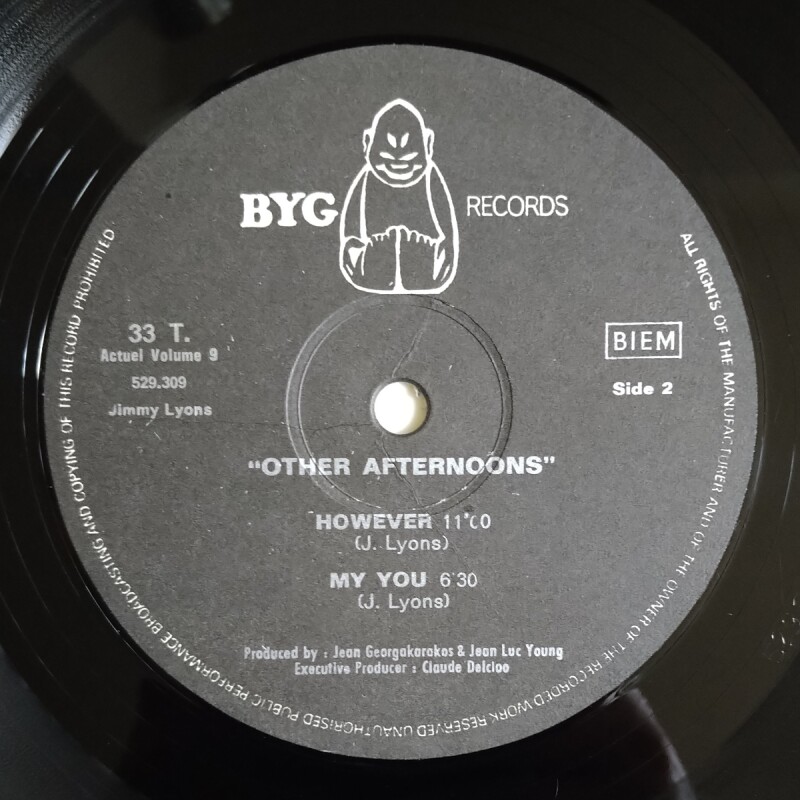 BYG RECORDS
33 T.
Actuel Volume 9
529.309
Jimmy Lyons
BIEM
Side 2
"OTHER AFTERNOONS"
HOWEVER 11'00
(J. Lyons)
MY YOU 6'30
(J. Lyons)
Produced by : Jean Georgakarakos & Jean Luc Young
Executive Producer : Claude Delcloo
ALL RIGHTS OF THE MANUFACTURER AND OF THE OWNER OF THE RECORDED WORK RESERVED UNAUTHORISED PUBLIC PERFORMANCE BROADCASTING AND COPYING OF THIS RECORD PROHIBITED